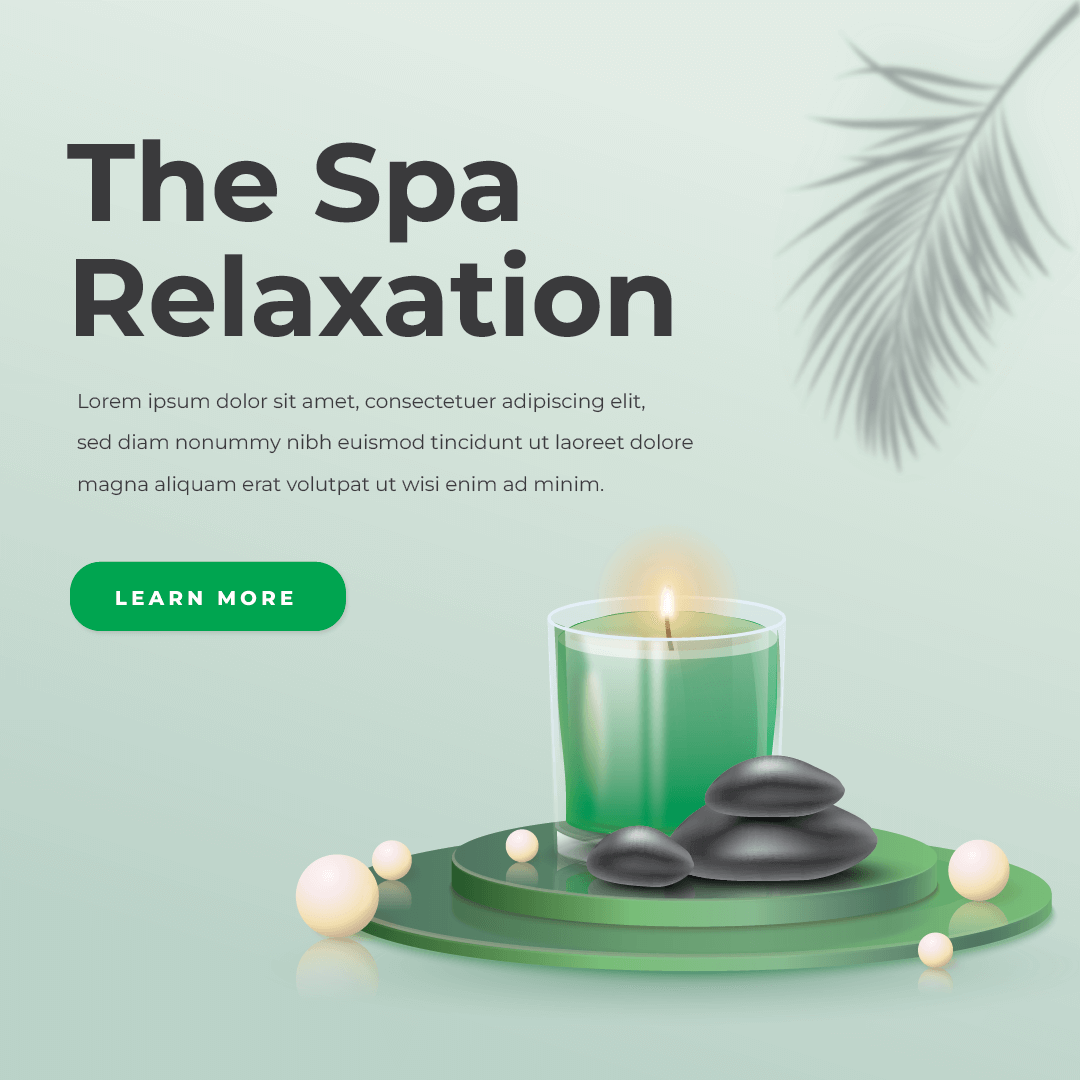 The Spa
Relaxation
Lorem ipsum dolor sit amet, consectetuer adipiscing elit,
sed diam nonummy nibh euismod tincidunt ut laoreet dolore
magna aliquam erat volutpat ut wisi enim ad minim.
LEARN MORE